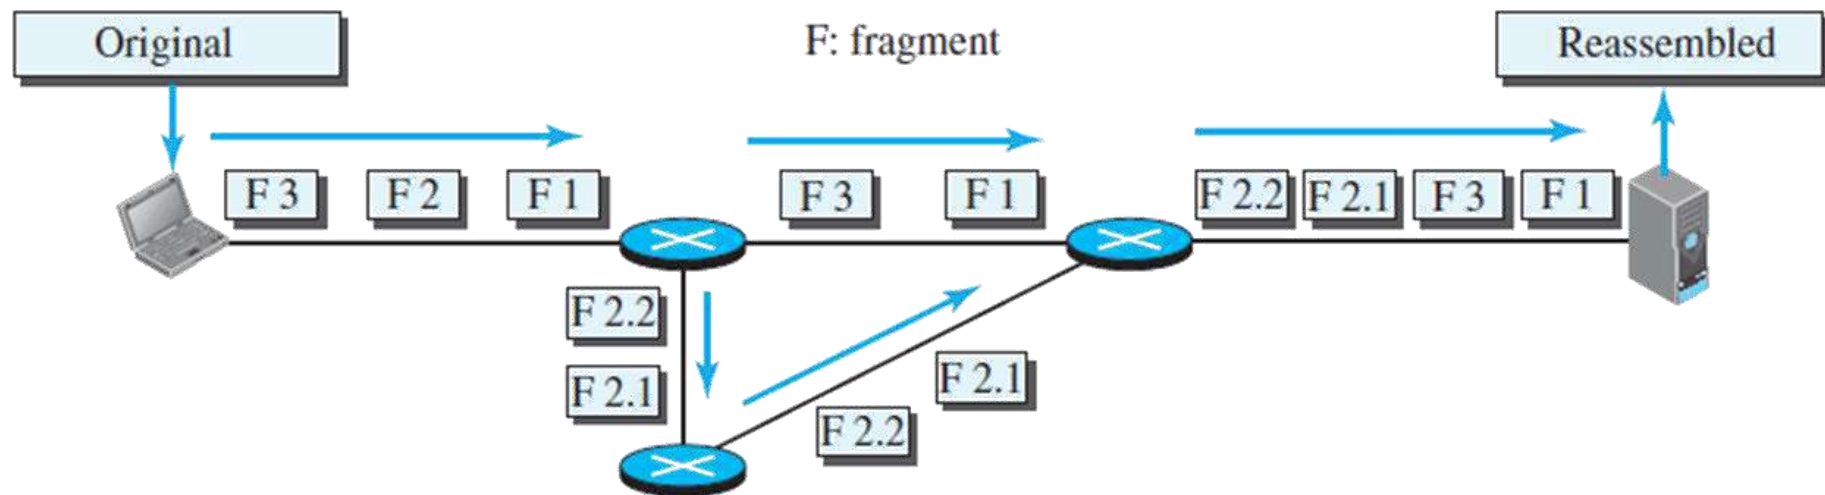 Original
F: fragment
Reassembled
F 3
F 2
F 1
F 3
F 1
F 2.2
F 2.1
F 3
F 1
F 2.2
F 2.1
F 2.1
F 2.2